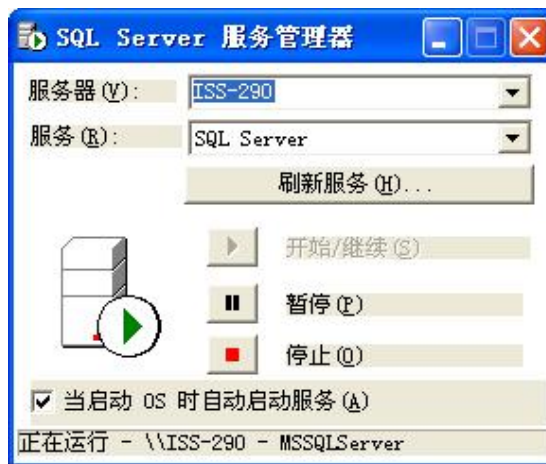 SQL Server 服务管理器
服务器(V):
ISS-290
服务(R):
SQL Server
刷新服务(H)...
开始/继续(S)
暂停(P)
停止(O)
当启动 OS 时自动启动服务(A)
正在运行 - \\ISS-290 - MSSQLServer